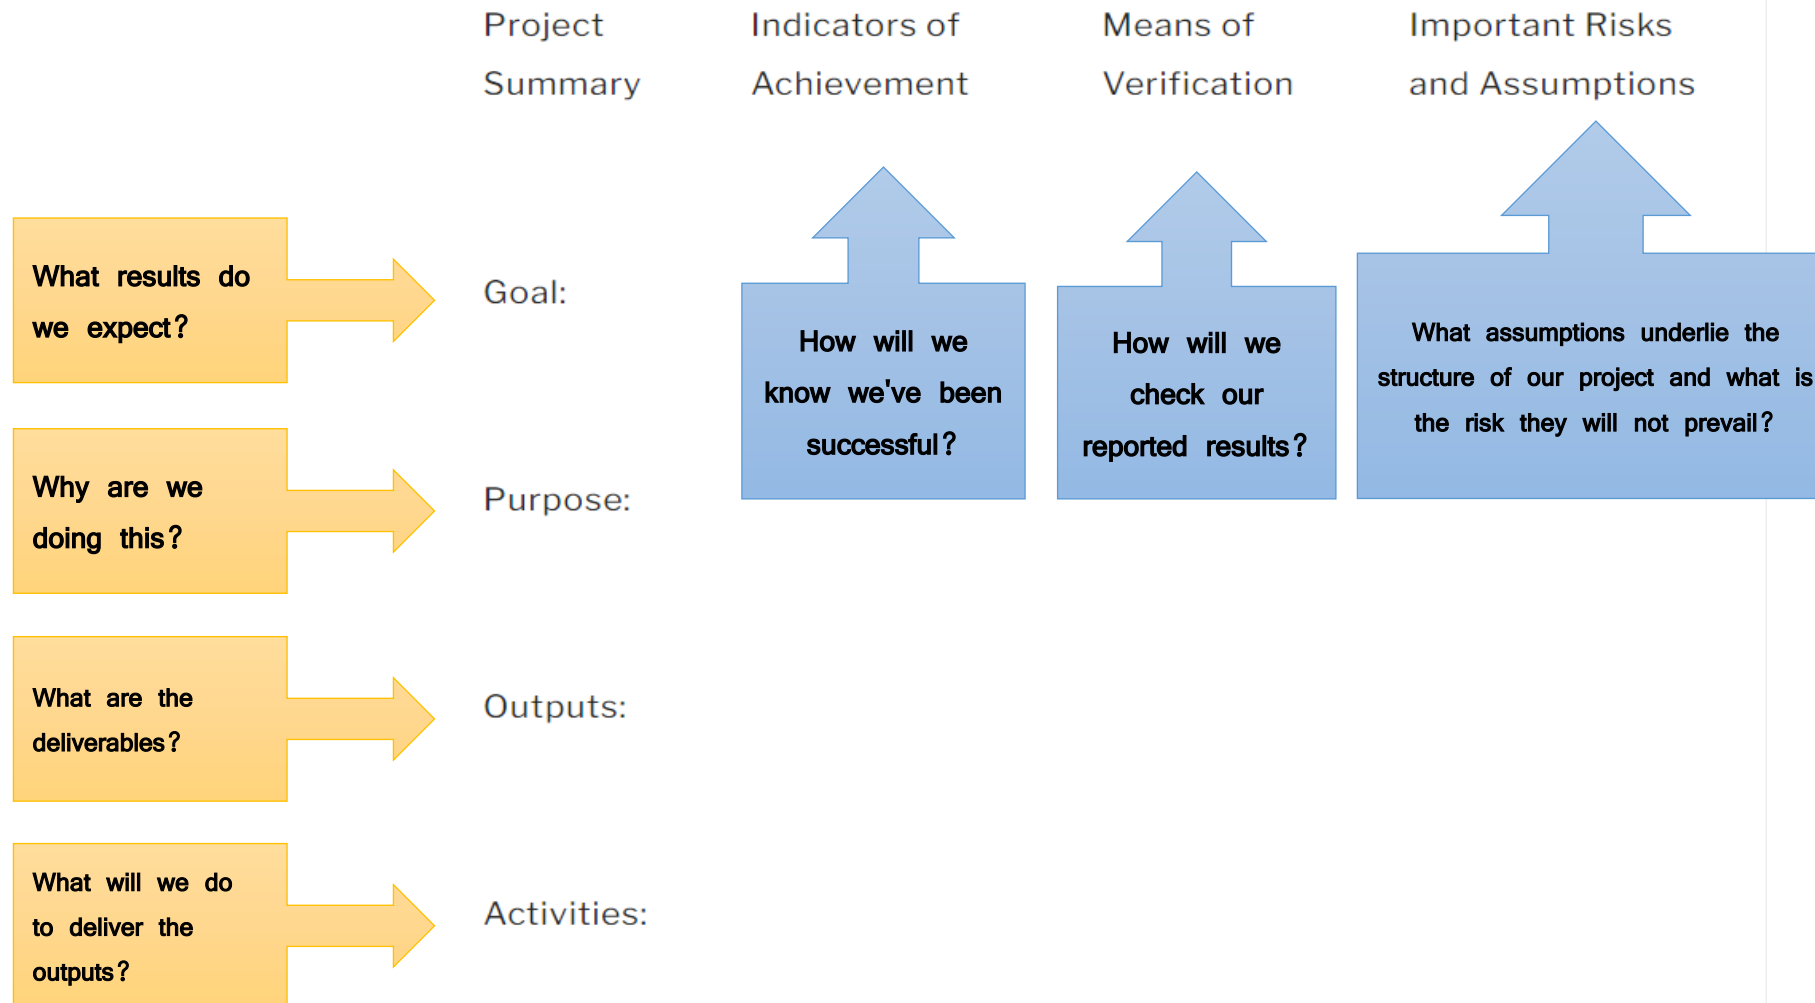 Project
Summary
Indicators of
Achievement
Means of
Verification
Important Risks
and Assumptions
What results do
we expect?
Goal:
How will we
know we've been
successful?
How will we
check our
reported results?
What assumptions underlie the
structure of our project and what is
the risk they will not prevail?
Why are we
doing this?
Purpose:
What are the
deliverables?
Outputs:
What will we do
to deliver the
outputs?
Activities: